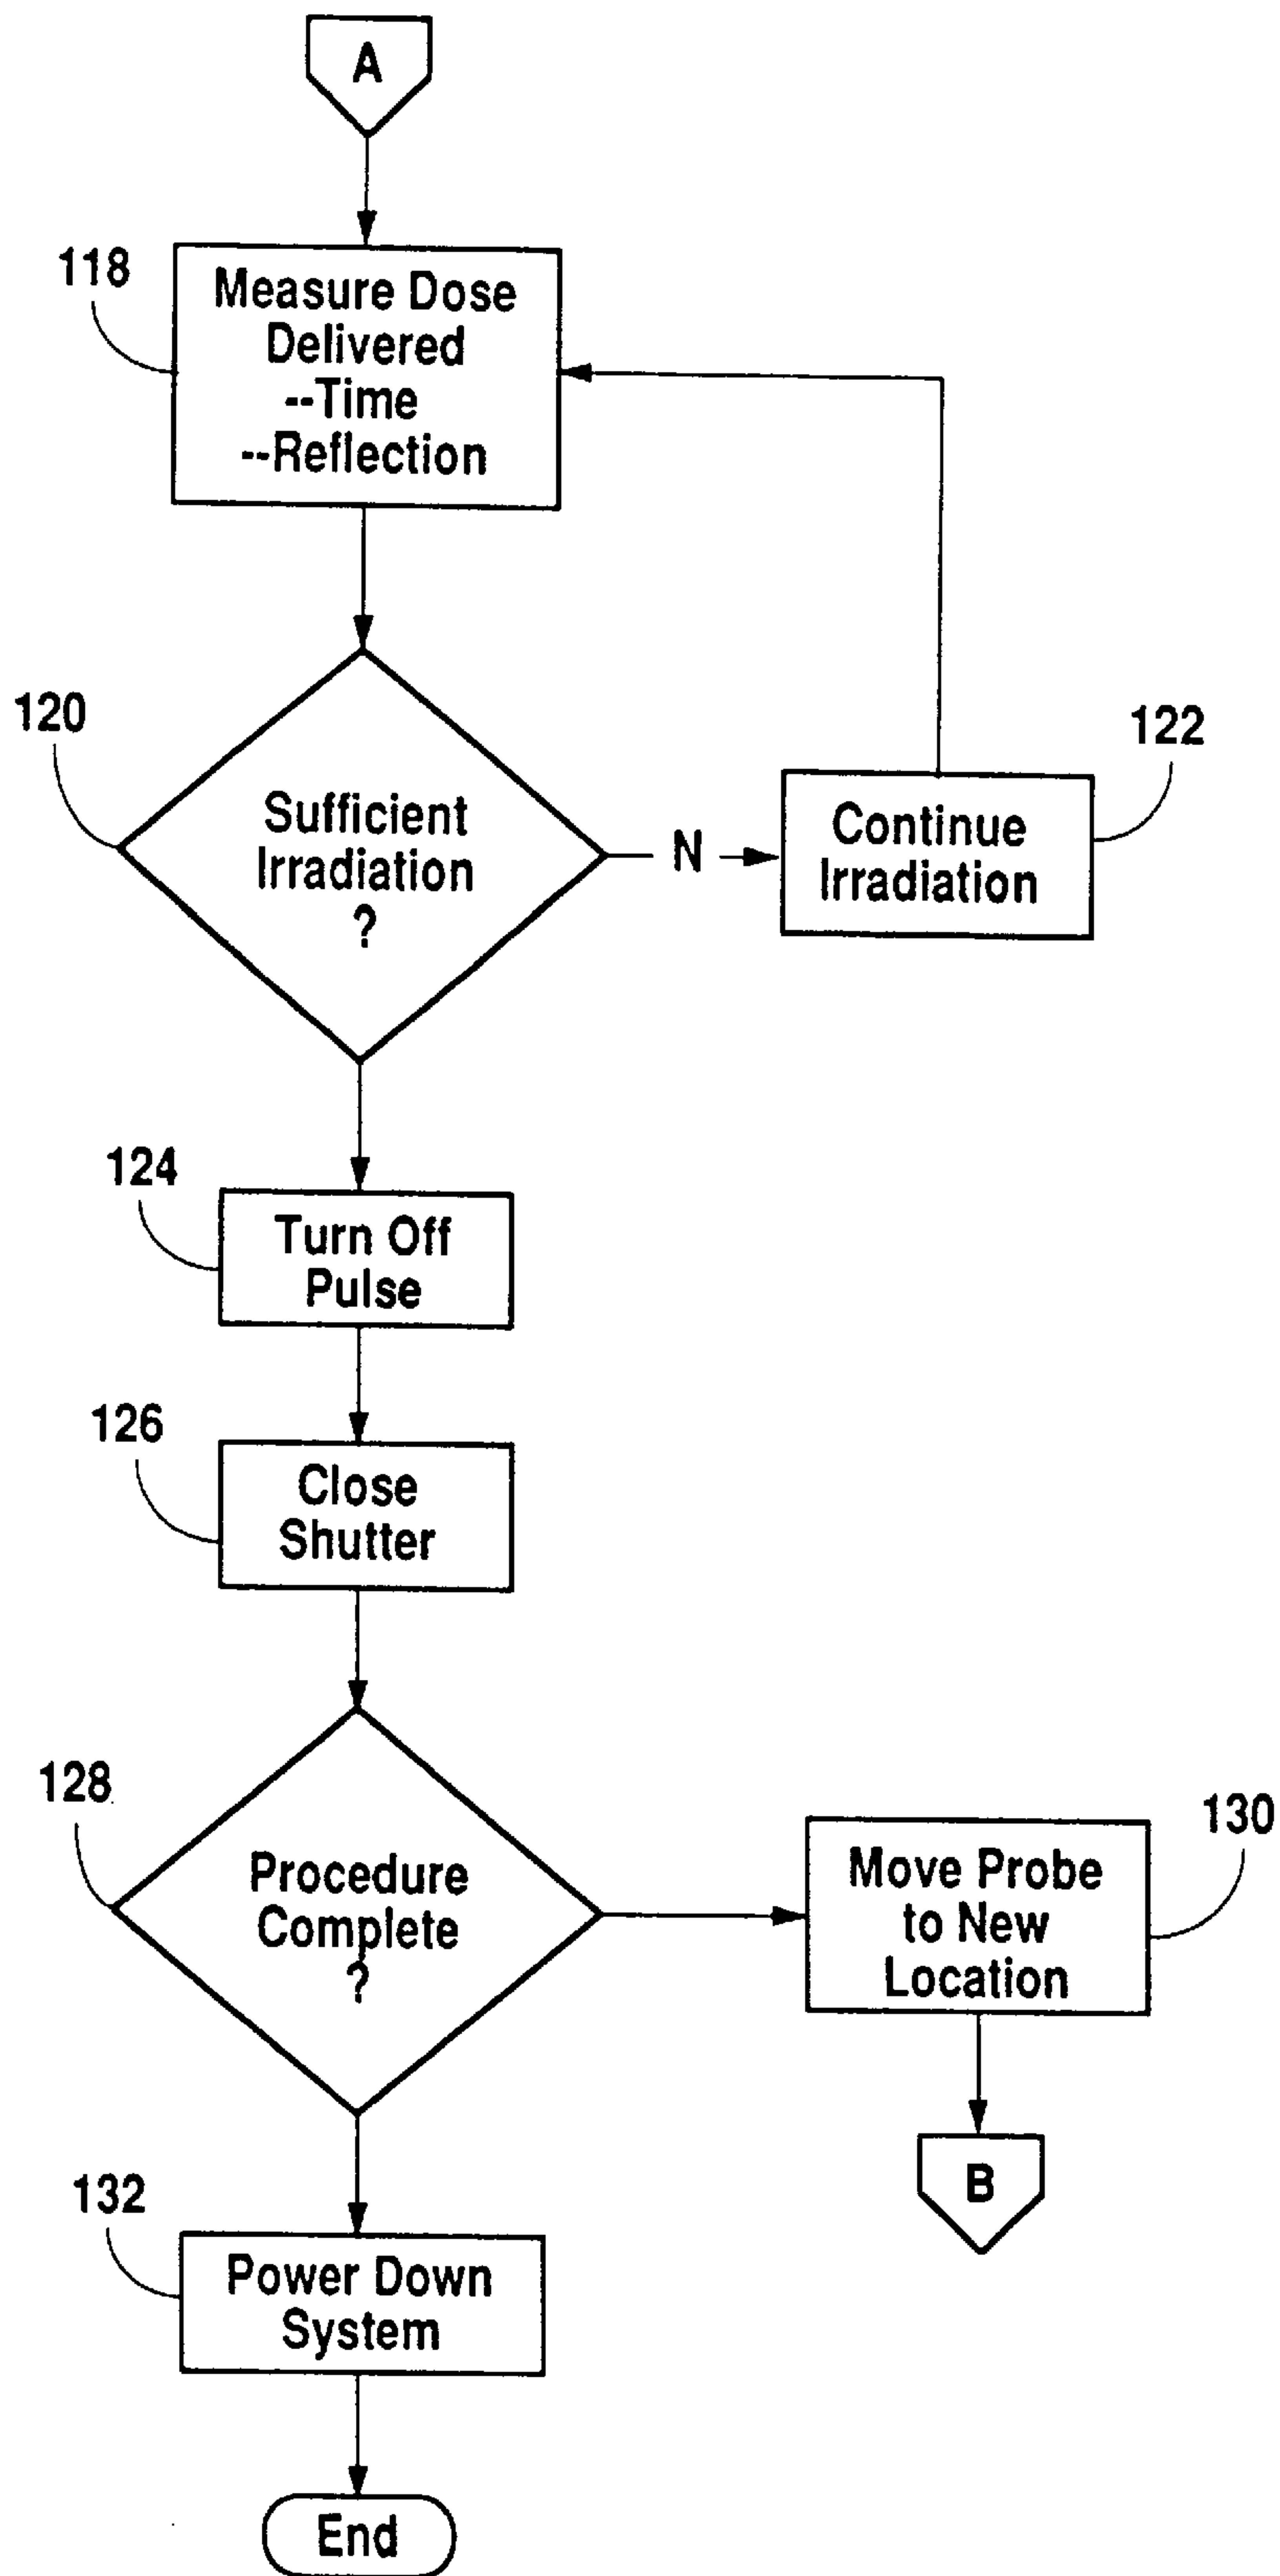 A
118
Measure Dose
Delivered
--Time
--Reflection
120
Sufficient
Irradiation
?
N
122
Continue
Irradiation
124
Turn Off
Pulse
126
Close
Shutter
128
Procedure
Complete
?
130
Move Probe
to New
Location
B
132
Power Down
System
End